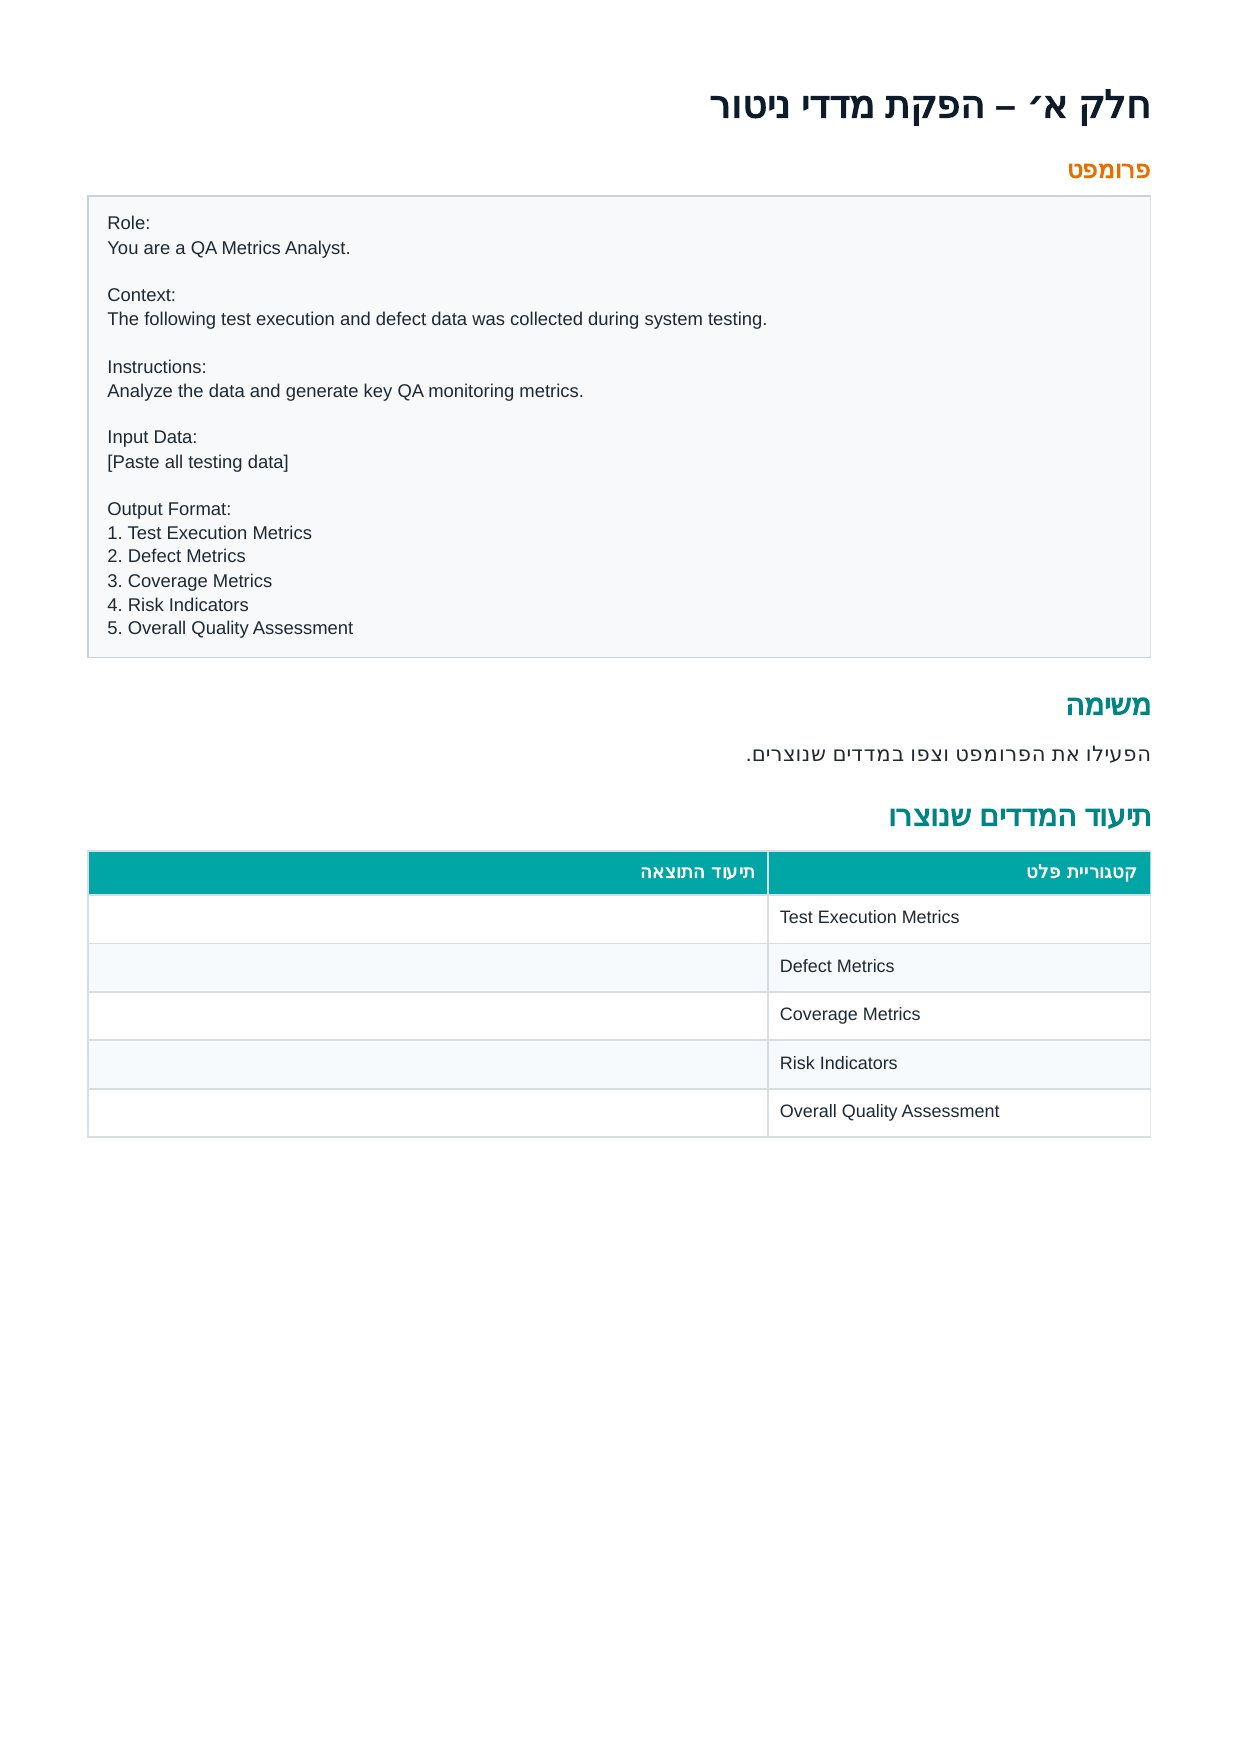 חלק א׳ – הפקת מדדי ניטור
פרומפט
Role:
You are a QA Metrics Analyst.
Context:
The following test execution and defect data was collected during system testing.
Instructions:
Analyze the data and generate key QA monitoring metrics.
Input Data:
[Paste all testing data]
Output Format:
1. Test Execution Metrics
2. Defect Metrics
3. Coverage Metrics
4. Risk Indicators
5. Overall Quality Assessment
משימה
הפעילו את הפרומפט וצפו במדדים שנוצרים.
תיעוד המדדים שנוצרו
קטגוריית פלט תיעוד התוצאה
Test Execution Metrics
Defect Metrics
Coverage Metrics
Risk Indicators
Overall Quality Assessment